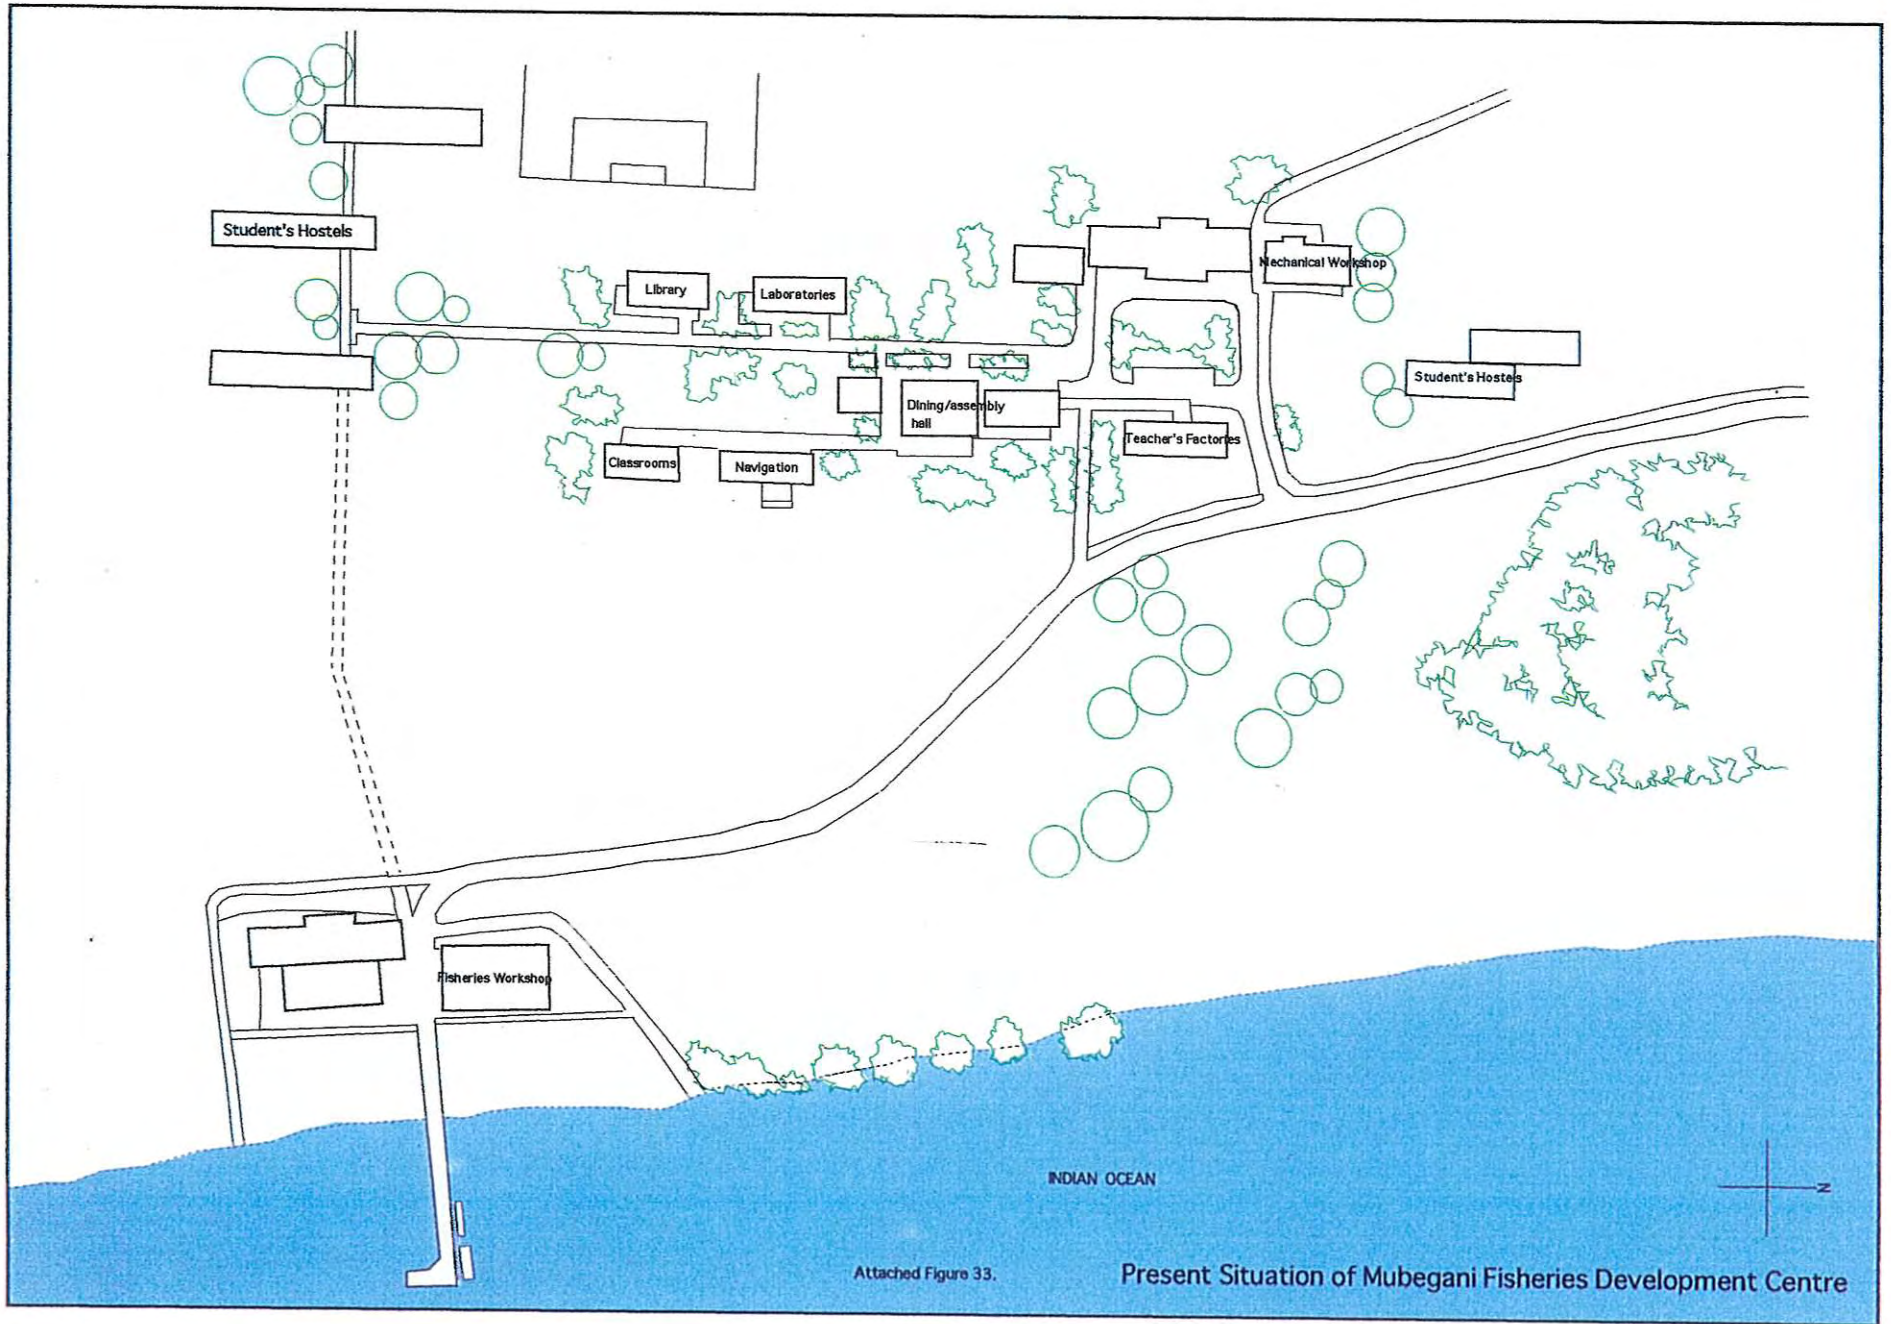 Student's Hostels
Library
Laboratories
Mechanical Workshop
Student's Hostels
Dining/assembly
hall
Teacher's Factories
Classrooms
Navigation
Fisheries Workshop
INDIAN OCEAN
N
Attached Figure 33.
Present Situation of Mubegani Fisheries Development Centre